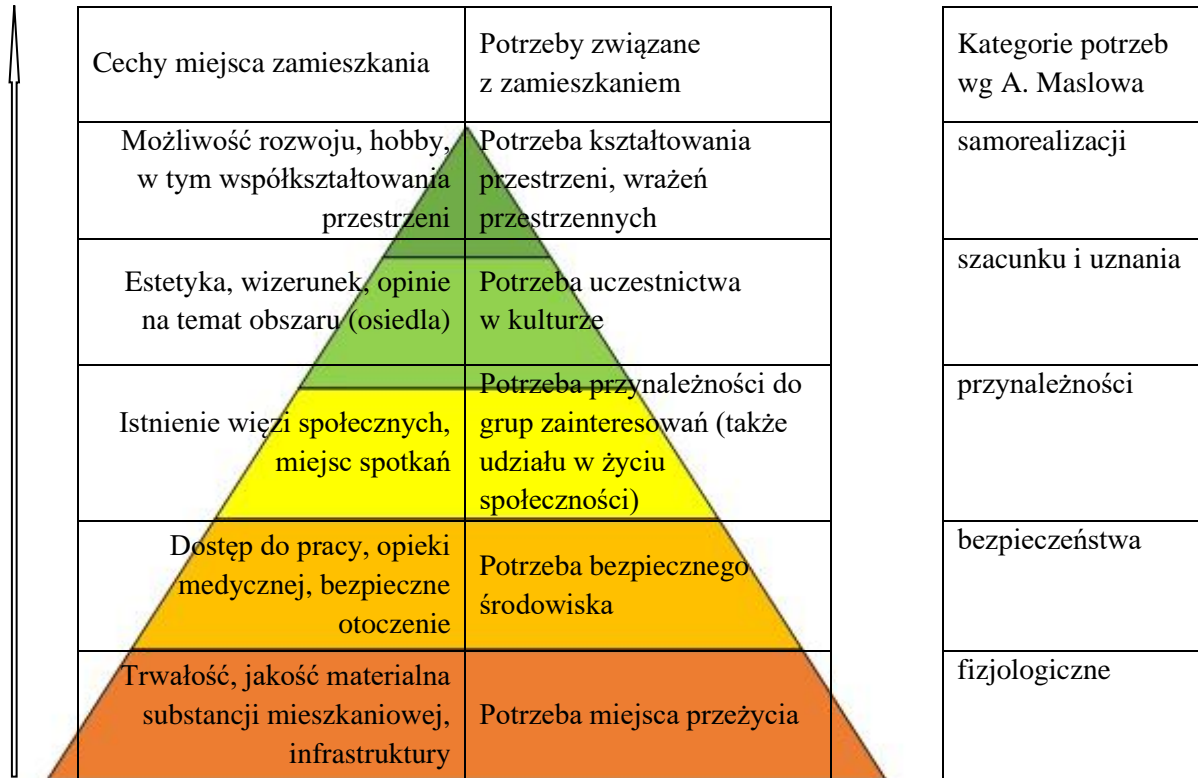 Cechy miejsca zamieszkania
Potrzeby związane
z zamieszkaniem
Kategorie potrzeb
wg A. Maslowa
Możliwość rozwoju, hobby,
w tym współkształtowania
przestrzeni
Potrzeba kształtowania
przestrzeni, wrażeń
przestrzennych
samorealizacji
Estetyka, wizerunek, opinie
na temat obszaru (osiedla)
Potrzeba uczestnictwa
w kulturze
szacunku i uznania
Istnienie więzi społecznych,
miejsc spotkań
Potrzeba przynależności do
grup zainteresowań (także
udziału w życiu
społeczności)
przynależności
Dostęp do pracy, opieki
medycznej, bezpieczne
otoczenie
Potrzeba bezpiecznego
środowiska
bezpieczeństwa
Trwałość, jakość materialna
substancji mieszkaniowej,
infrastruktury
Potrzeba miejsca przeżycia
fizjologiczne